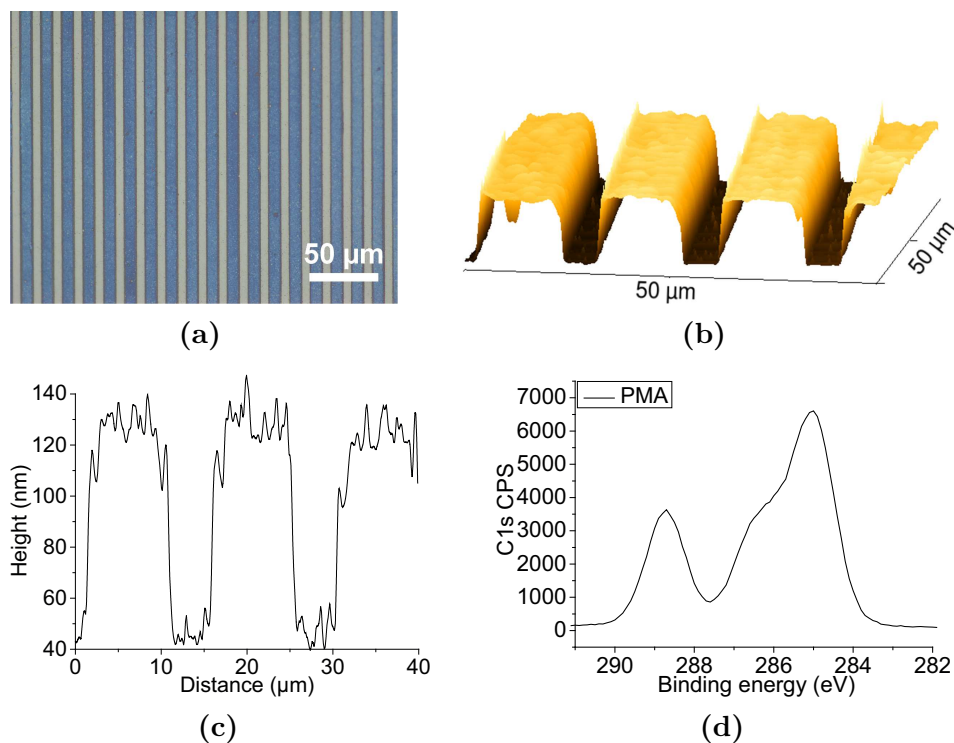 50 µm
50 µm
50 µm
(a)
(b)
140
120
100
80
60
40
Height (nm)
0
10
20
30
40
Distance (µm)
(c)
PMA
7000
6000
5000
4000
3000
2000
1000
0
C1s CPS
290
288
286
284
282
Binding energy (eV)
(d)